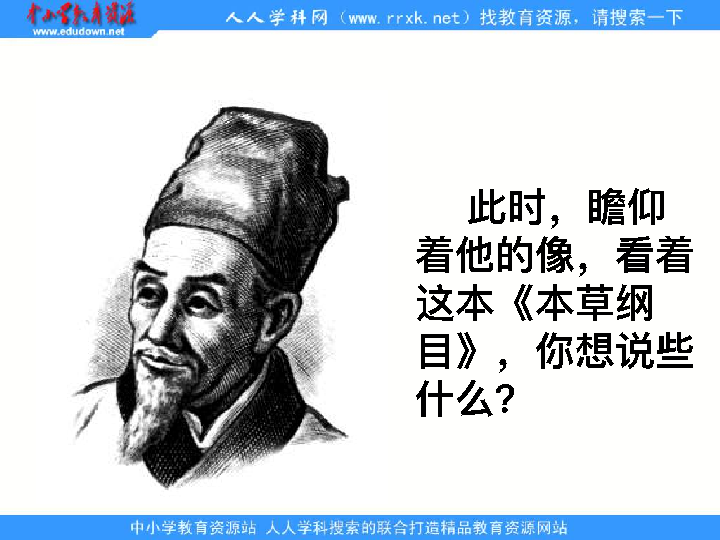 中小学教育资源
www.edudown.net
人人学科网（www.rrxk.net）找教育资源，请搜索一下
此时，瞻仰
着他的像，看着
这本《本草纲
目》，你想说些
什么？
中小学教育资源站 人人学科搜索的联合打造精品教育资源网站